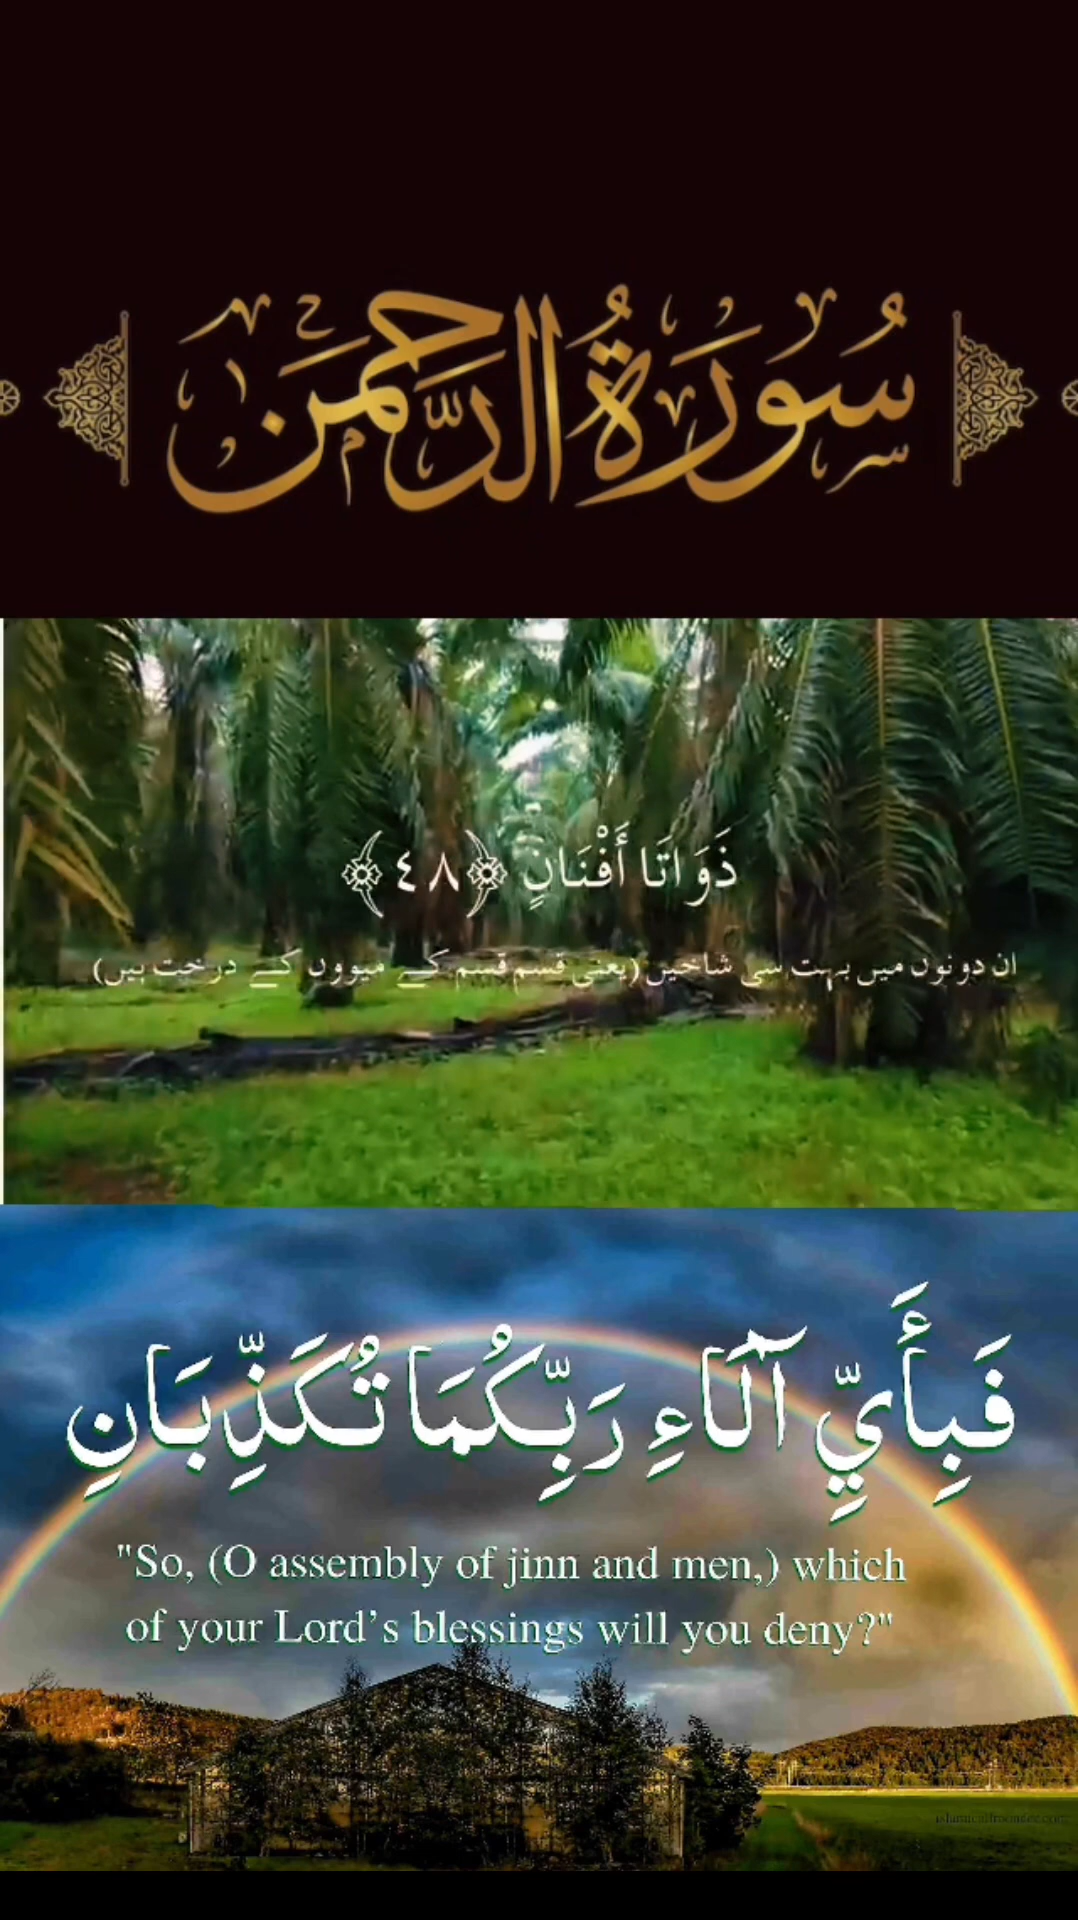 سُورَةُ الرَّحْمَن
ذَوَاتَا أَفْنَانٍ ﴿٤٨﴾
ان دونوں میں بہت سی شاخیں (یعنی قسم قسم کے میووں کے درخت ہیں)
فَبِأَيِّ آلَاءِ رَبِّكُمَا تُكَذِّبَانِ
"So, (O assembly of jinn and men,) which
of your Lord’s blessings will you deny?"